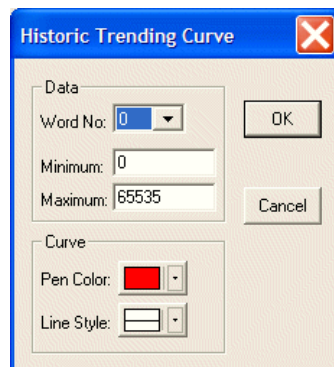 Historic Trending Curve
Data
Word No: 0
OK
Minimum: 0
Maximum: 65535
Cancel
Curve
Pen Color:
Line Style: